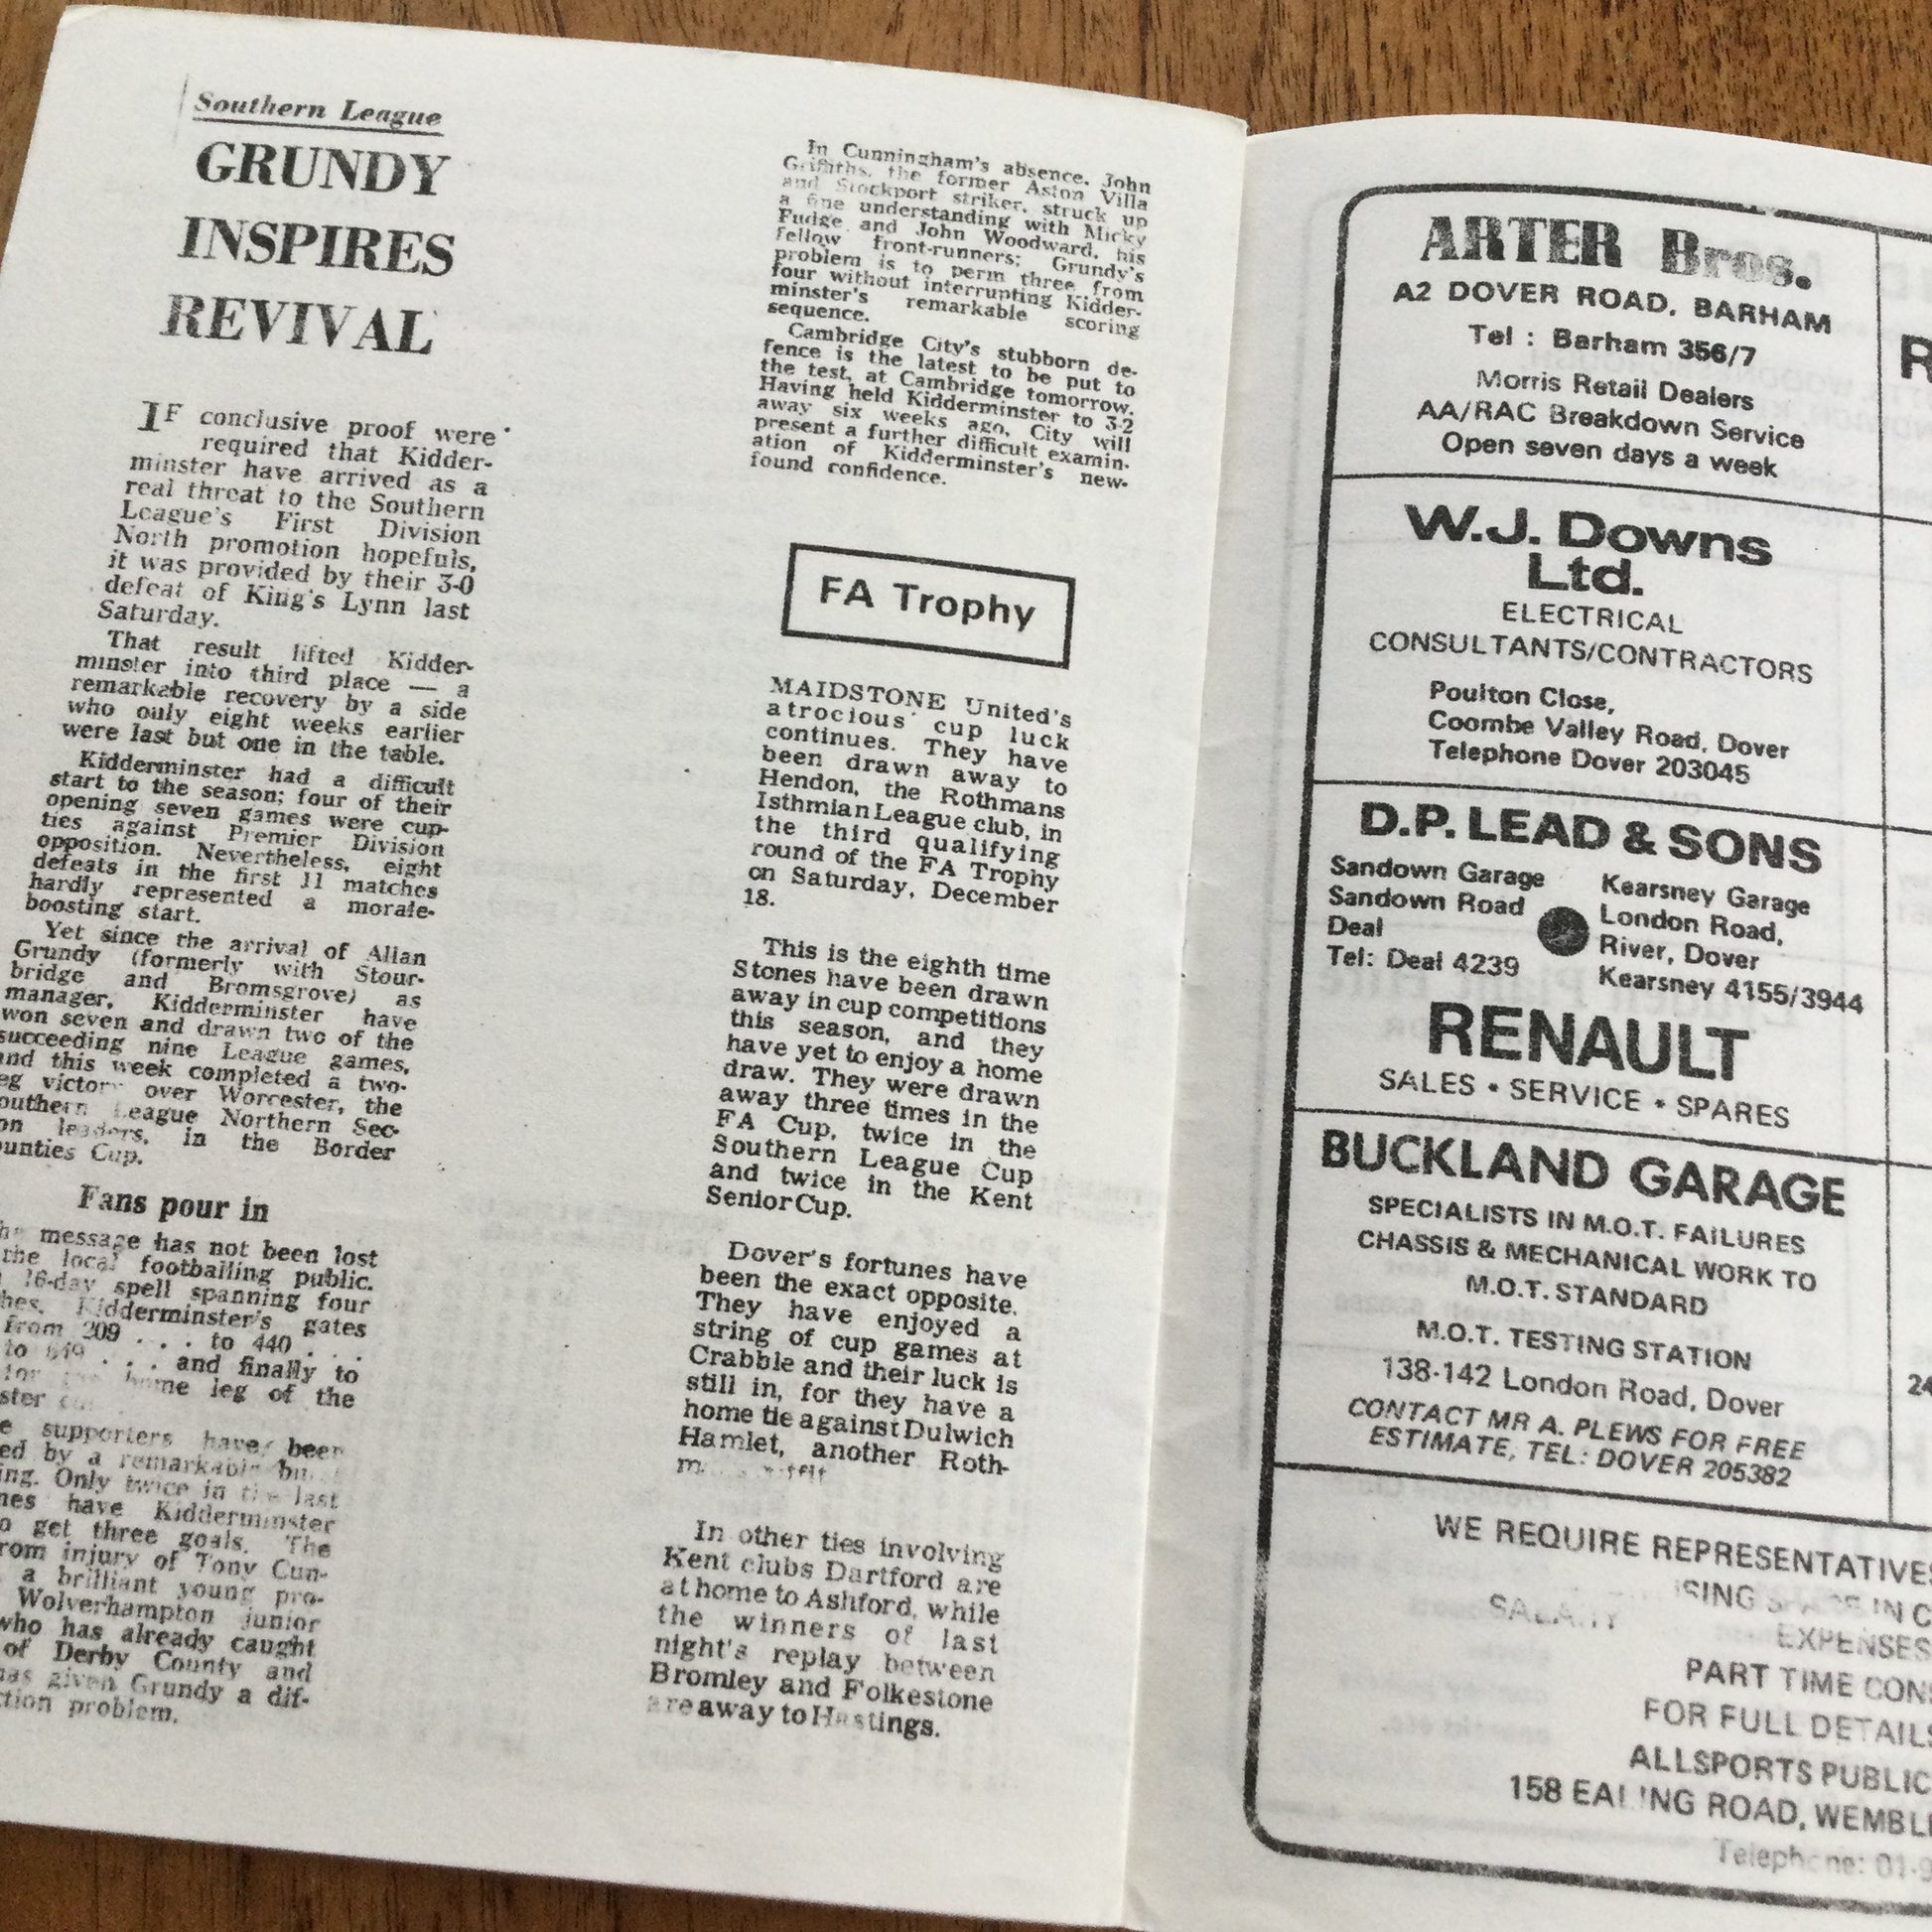 Southern League
GRUNDY
INSPIRES
REVIVAL
IF conclusive proof were
required that Kidder-
minster have arrived as a
real threat to the Southern
League's First Division
North promotion hopefuls,
it was provided by their 3-0
defeat of King's Lynn last
Saturday.
That result lifted Kidder-
minster into third place — a
remarkable recovery by a side
who only eight weeks earlier
were last but one in the table.
Kidderminster had a difficult
start to the season; four of their
opening seven games were cup-
ties against Premier Division
opposition. Nevertheless, eight
defeats in the first 11 matches
hardly represented a morale-
boosting start.
Yet since the arrival of Allan
Grundy (formerly with Stour-
bridge and Bromsgrove) as
manager, Kidderminster have
won seven and drawn two of the
succeeding nine League games,
and this week completed a two-
eg victory over Worcester, the
outhern League Northern Sec-
on leaders, in the Border
ounties Cup.
Fans pour in
message has not been lost
the local footballing public.
16-day spell spanning four
hes, Kidderminster's gates
from 209 . . . to 440 . . .
to . . . and finally to
for home leg of the
ster
e supporters have been
ed by a remarkable
ing. Only twice in the last
mes have Kidderminster
o get three goals. The
rom injury of Tony Cun-
a brilliant young pro-
Wolverhampton junior
who has already caught
of Derby County and
has given Grundy a dif-
ction problem.
In Cunningham's absence, John
Griffiths, the former Aston Villa
and Stockport striker, struck up
a fine understanding with Micky
Fudge and John Woodward, his
fellow front-runners; Grundy's
problem is to perm three from
four without interrupting Kidder-
minster's remarkable scoring
sequence.
Cambridge City's stubborn de-
fence is the latest to be put to
the test, at Cambridge tomorrow.
Having held Kidderminster to 3-2
away six weeks ago, City will
present a further difficult examin-
ation of Kidderminster's new-
found confidence.
FA Trophy
MAIDSTONE United's
atrocious cup luck
continues. They have
been drawn away to
Hendon, the Rothmans
Isthmian League club, in
the third qualifying
round of the FA Trophy
on Saturday, December
18.
This is the eighth time
Stones have been drawn
away in cup competitions
this season, and they
have yet to enjoy a home
draw. They were drawn
away three times in the
FA Cup, twice in the
Southern League Cup
and twice in the Kent
Senior Cup.
Dover's fortunes have
been the exact opposite.
They have enjoyed a
string of cup games at
Crabble and their luck is
still in, for they have a
home tie against Dulwich
Hamlet, another Roth-
In other ties involving
Kent clubs Dartford are
at home to Ashford, while
the winners of last
night's replay between
Bromley and Folkestone
are away to Hastings.
ARTER Bros.
A2 DOVER ROAD, BARHAM
Tel : Barham 356/7
Morris Retail Dealers
AA/RAC Breakdown Service
Open seven days a week
W.J. Downs
Ltd.
ELECTRICAL
CONSULTANTS/CONTRACTORS
Poulton Close,
Coombe Valley Road, Dover
Telephone Dover 203045
D.P. LEAD & SONS
Sandown Garage
Sandown Road
Deal
Tel: Deal 4239
Kearsney Garage
London Road,
River, Dover
Kearsney 4155/3944
RENAULT
SALES • SERVICE • SPARES
BUCKLAND GARAGE
SPECIALISTS IN M.O.T. FAILURES
CHASSIS & MECHANICAL WORK TO
M.O.T. STANDARD
M.O.T. TESTING STATION
138-142 London Road, Dover
CONTACT MR A. PLEWS FOR FREE
ESTIMATE, TEL: DOVER 205382
WE REQUIRE REPRESENTATIVES
ISING SPACE IN C
SALARY
EXPENSES
PART TIME CONS
FOR FULL DETAILS
ALLSPORTS PUBLIC
158 EALING ROAD, WEMBL
Telephone: 01-9
R
24